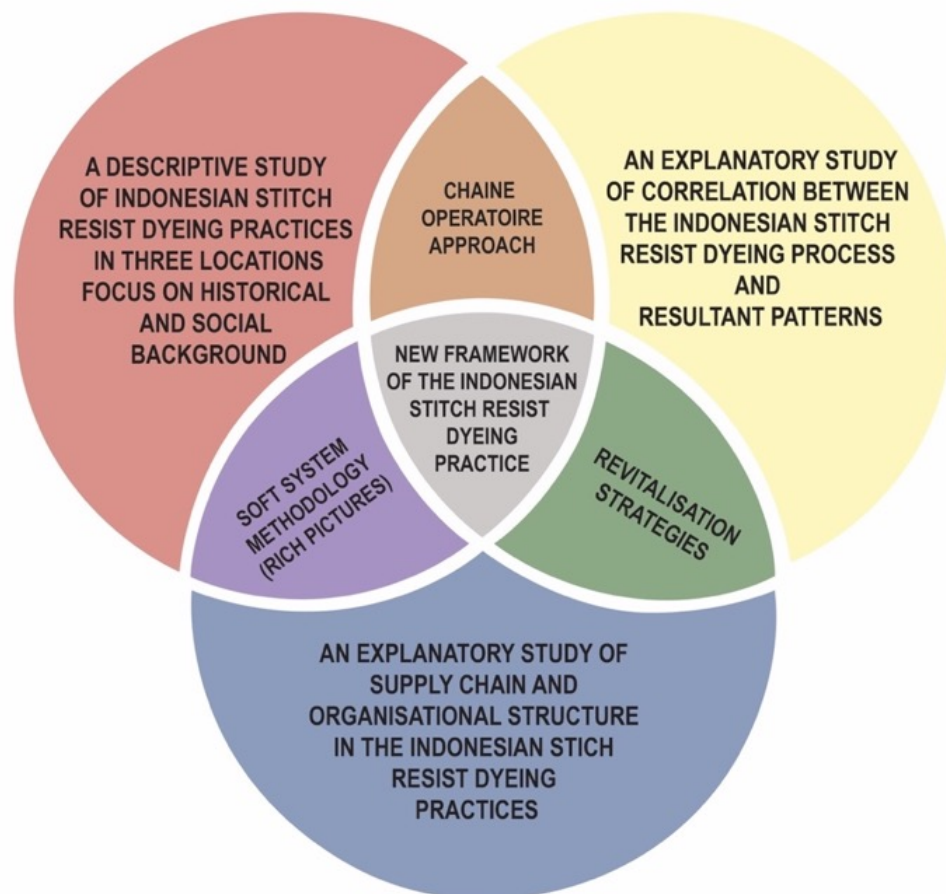 A DESCRIPTIVE STUDY
OF INDONESIAN STITCH
RESIST DYEING PRACTICES
IN THREE LOCATIONS
FOCUS ON HISTORICAL
AND SOCIAL
BACKGROUND
CHAINE
OPERATOIRE
APPROACH
AN EXPLANATORY STUDY
OF CORRELATION BETWEEN
THE INDONESIAN STITCH
RESIST DYEING PROCESS
AND
RESULTANT PATTERNS
NEW FRAMEWORK
OF THE INDONESIAN
STITCH RESIST
DYEING
PRACTICE
SOFT SYSTEM
METHODOLOGY
(RICH PICTURES)
REVITALISATION
STRATEGIES
AN EXPLANATORY STUDY OF
SUPPLY CHAIN AND
ORGANISATIONAL STRUCTURE
IN THE INDONESIAN STICH
RESIST DYEING
PRACTICES